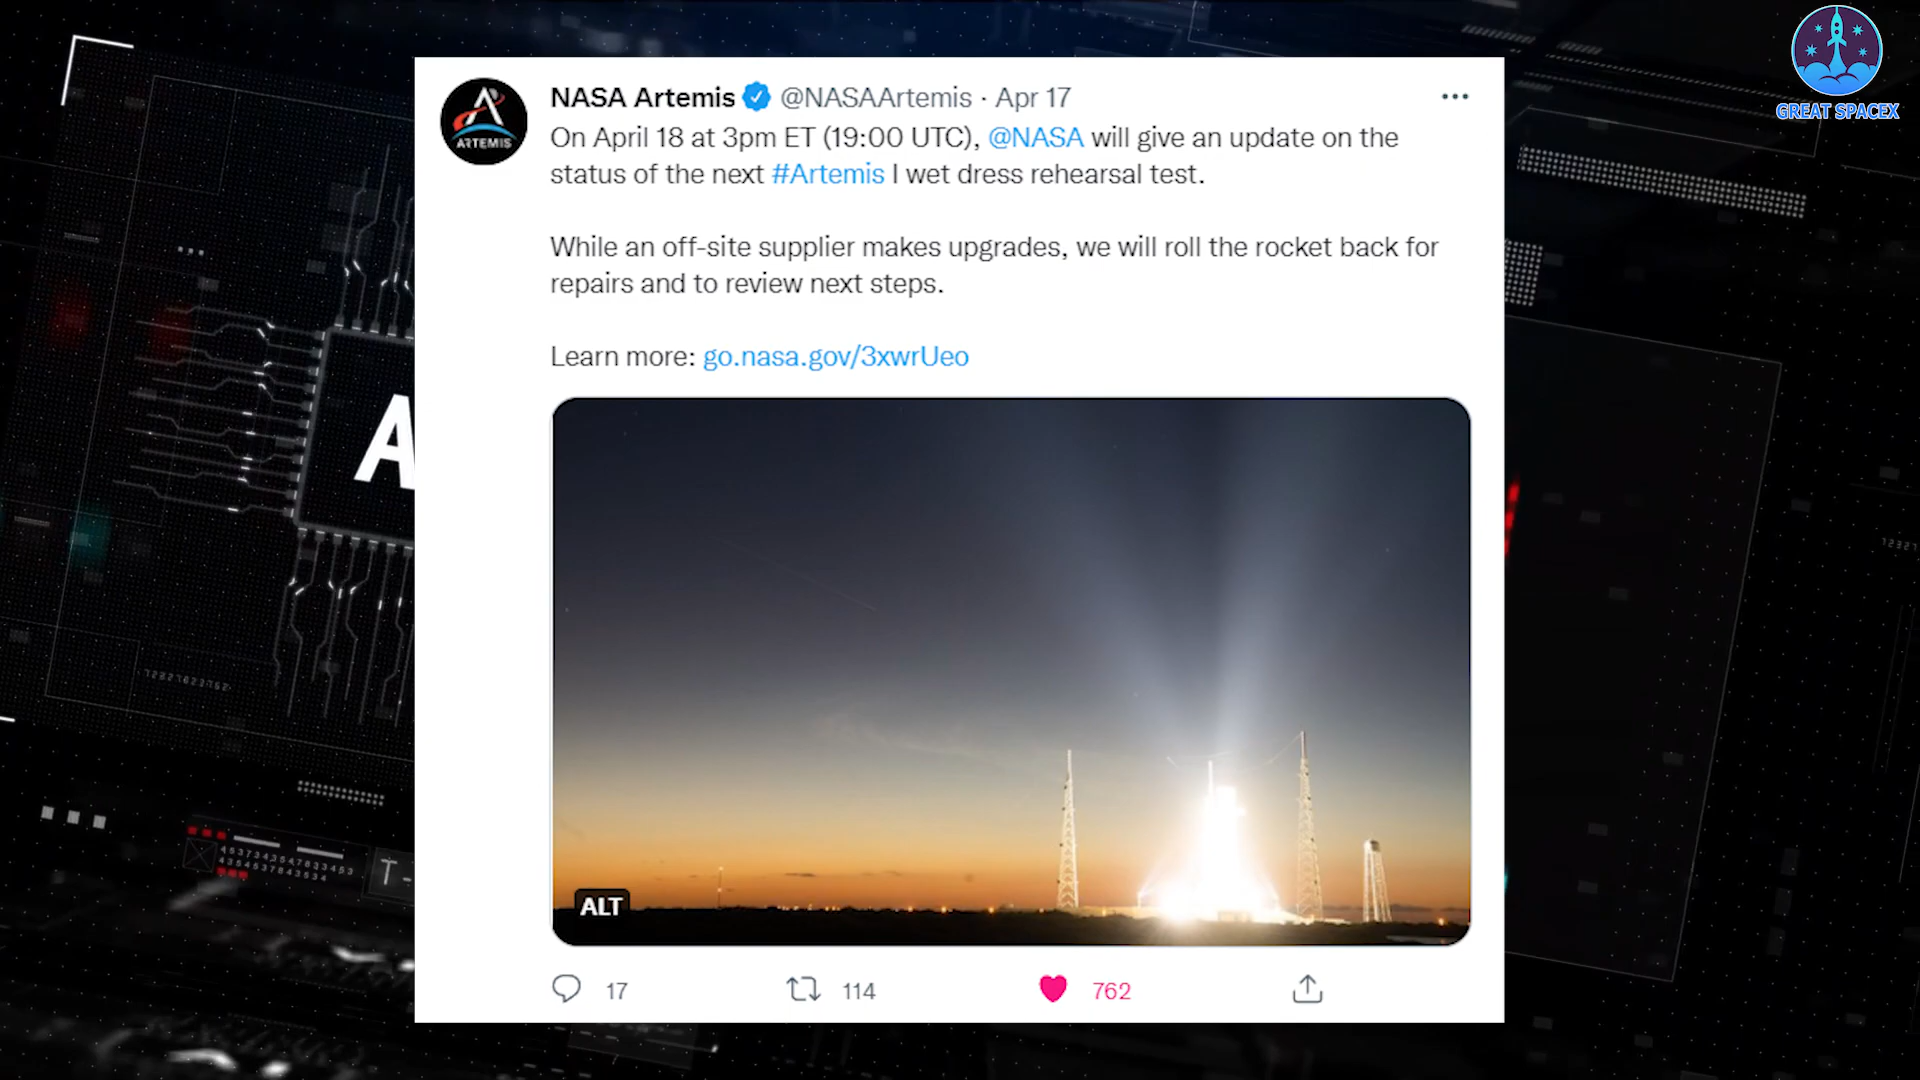 GREAT SPACEX
NASA Artemis @NASAArtemis · Apr 17
On April 18 at 3pm ET (19:00 UTC), @NASA will give an update on the
status of the next #Artemis I wet dress rehearsal test.
While an off-site supplier makes upgrades, we will roll the rocket back for
repairs and to review next steps.
Learn more: go.nasa.gov/3xwrUeo
ARTEMIS
A
ALT
T-
17 114 762